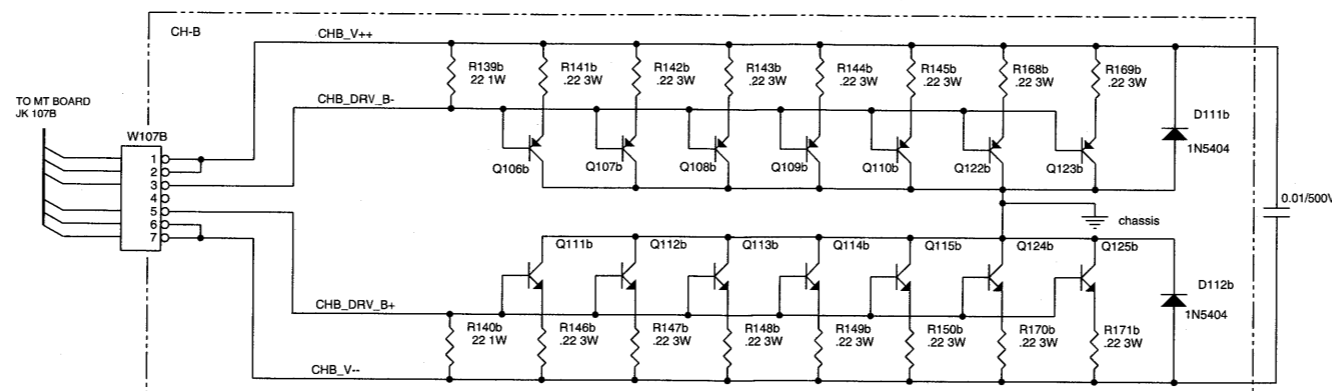 CH-B
CHB_V++
R139b
22 1W
R141b
.22 3W
R142b
.22 3W
R143b
.22 3W
R144b
.22 3W
R145b
.22 3W
R168b
.22 3W
R169b
.22 3W
TO MT BOARD
JK 107B
CHB_DRV_B-
D111b
1N5404
W107B
1
2
3
4
5
6
7
Q106b
Q107b
Q108b
Q109b
Q110b
Q122b
Q123b
0.01/500V
chassis
Q111b
Q112b
Q113b
Q114b
Q115b
Q124b
Q125b
D112b
1N5404
CHB_DRV_B+
R140b
22 1W
R146b
.22 3W
R147b
.22 3W
R148b
.22 3W
R149b
.22 3W
R150b
.22 3W
R170b
.22 3W
R171b
.22 3W
CHB_V--